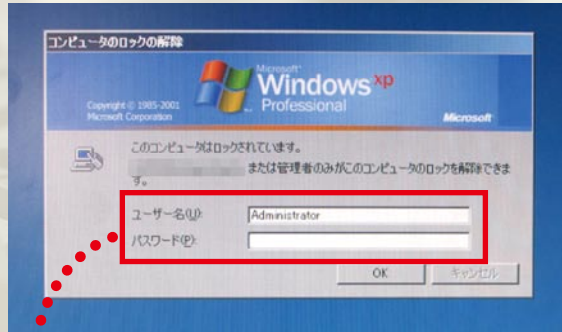 コンピュータのロックの解除
Microsoft
Windows xp
Professional
Copyright © 1985-2001
Microsoft Corporation
Microsoft
このコンピュータはロックされています。
または管理者のみがこのコンピュータのロックを解除できま
す。
ユーザー名(U):
Administrator
パスワード(P):
OK
キャンセル